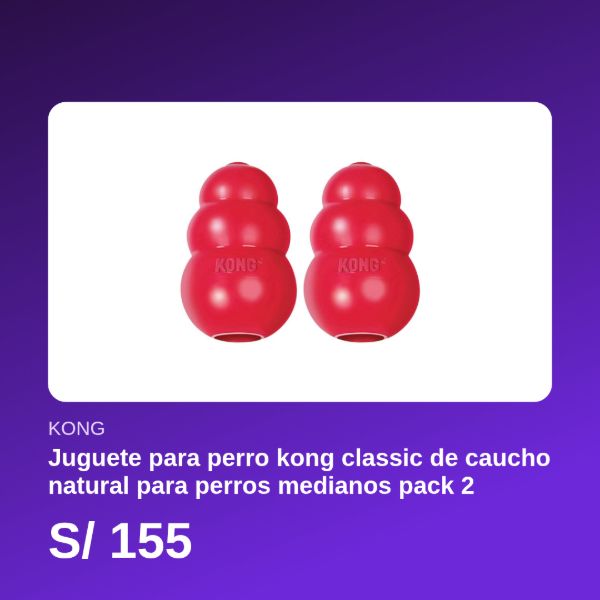 KONG KONG
KONG
Juguete para perro kong classic de caucho
natural para perros medianos pack 2
S/ 155